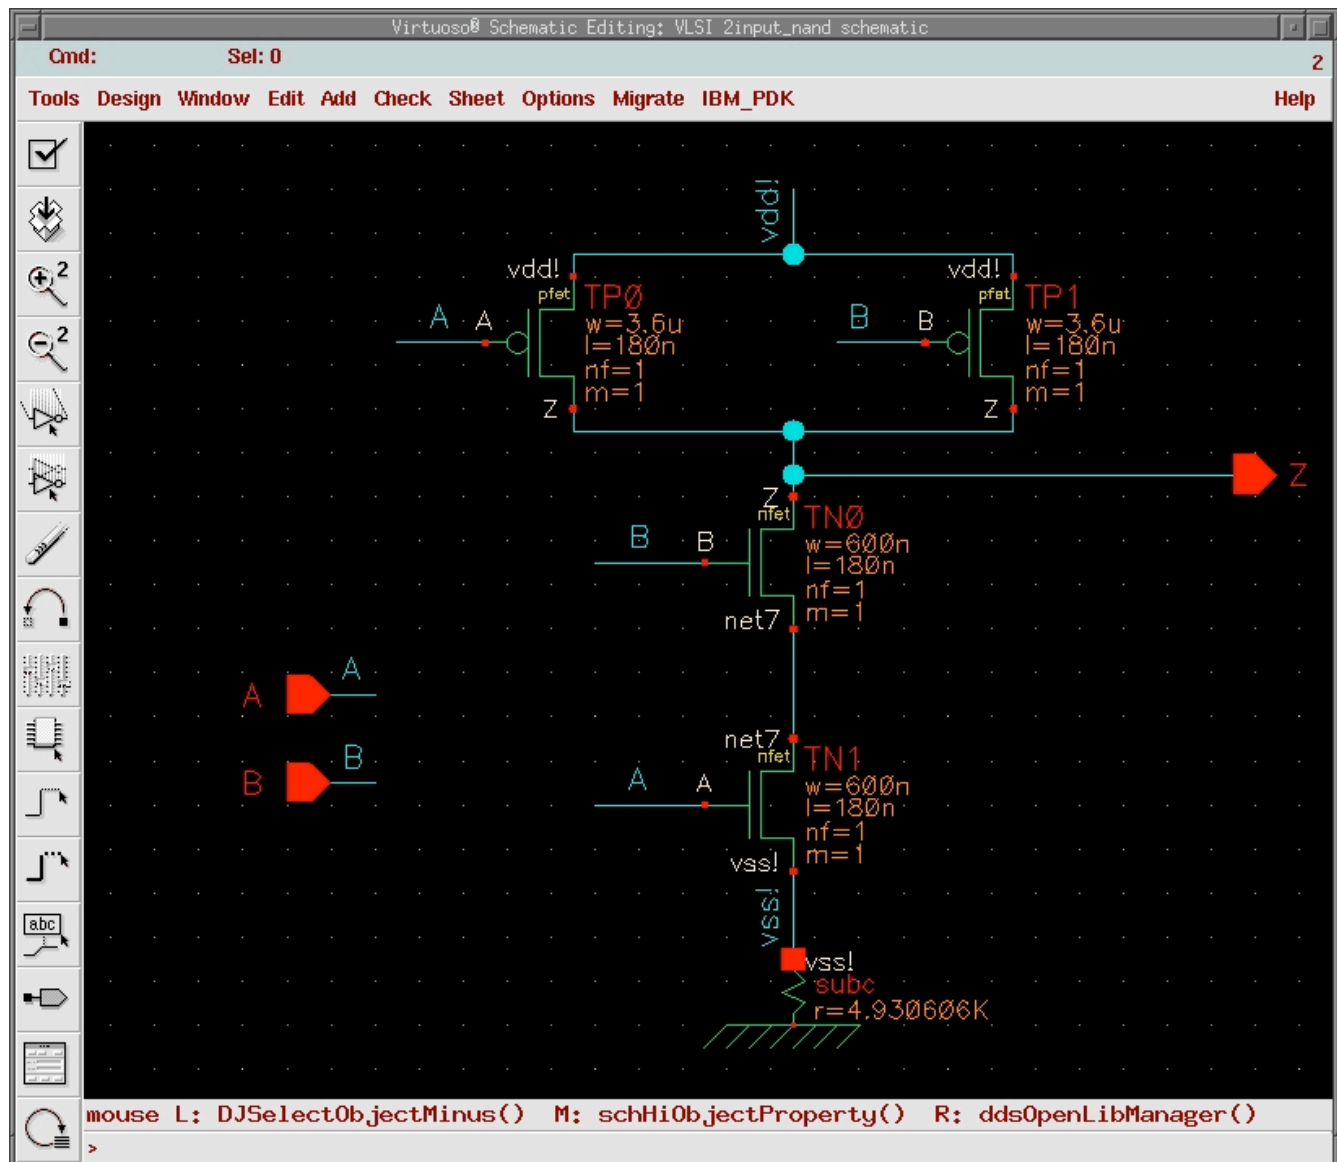 Virtuoso® Schematic Editing: VLSI 2input_nand schematic
Cmd: Sel: 0 2
Tools Design Window Edit Add Check Sheet Options Migrate IBM_PDK Help
vdd!
vdd!
pfet TP0
A A
w=3.6u
l=180n
nf=1
m=1
Z
vdd!
pfet TP1
B B
w=3.6u
l=180n
nf=1
m=1
Z
Z
Z
nfet TN0
B B
w=600n
l=180n
nf=1
m=1
net7
A A
B B
net7
nfet TN1
A A
w=600n
l=180n
nf=1
m=1
vss!
vss!
vss!
subc
r=4.930606K
2
2
abc
mouse L: DJSelectObjectMinus() M: schHiObjectProperty() R: ddsOpenLibManager()
>